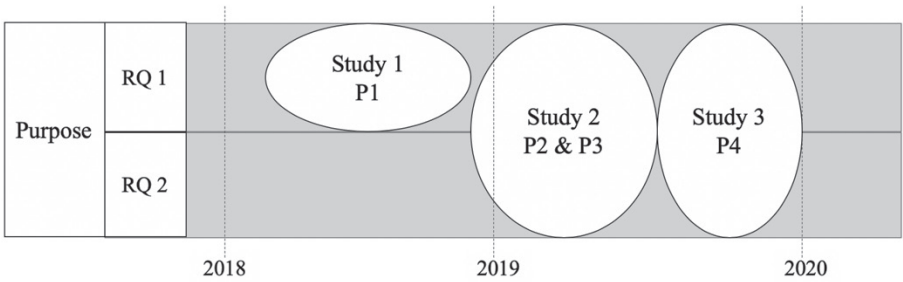 Purpose
RQ 1
RQ 2
Study 1
P1
Study 2
P2 & P3
Study 3
P4
2018
2019
2020